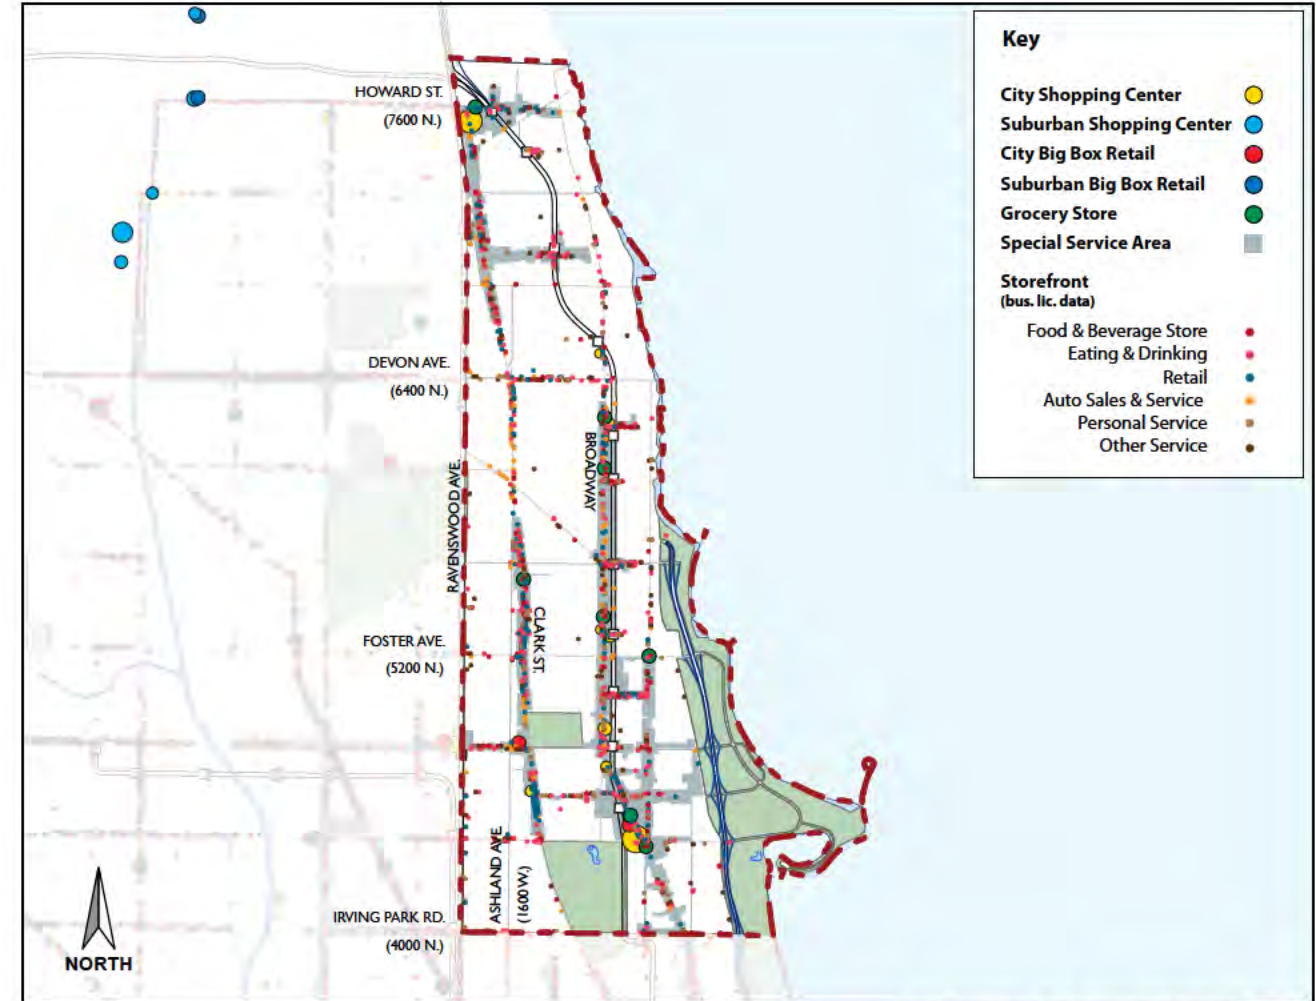 Key
City Shopping Center
Suburban Shopping Center
City Big Box Retail
Suburban Big Box Retail
Grocery Store
Special Service Area
Storefront
(bus. lic. data)
Food & Beverage Store
Eating & Drinking
Retail
Auto Sales & Service
Personal Service
Other Service
HOWARD ST.
(7600 N.)
DEVON AVE.
(6400 N.)
BROADWAY
RAVENSWOOD AVE.
CLARK ST.
FOSTER AVE.
(5200 N.)
ASHLAND AVE
(1600 W.)
IRVING PARK RD.
(4000 N.)
NORTH